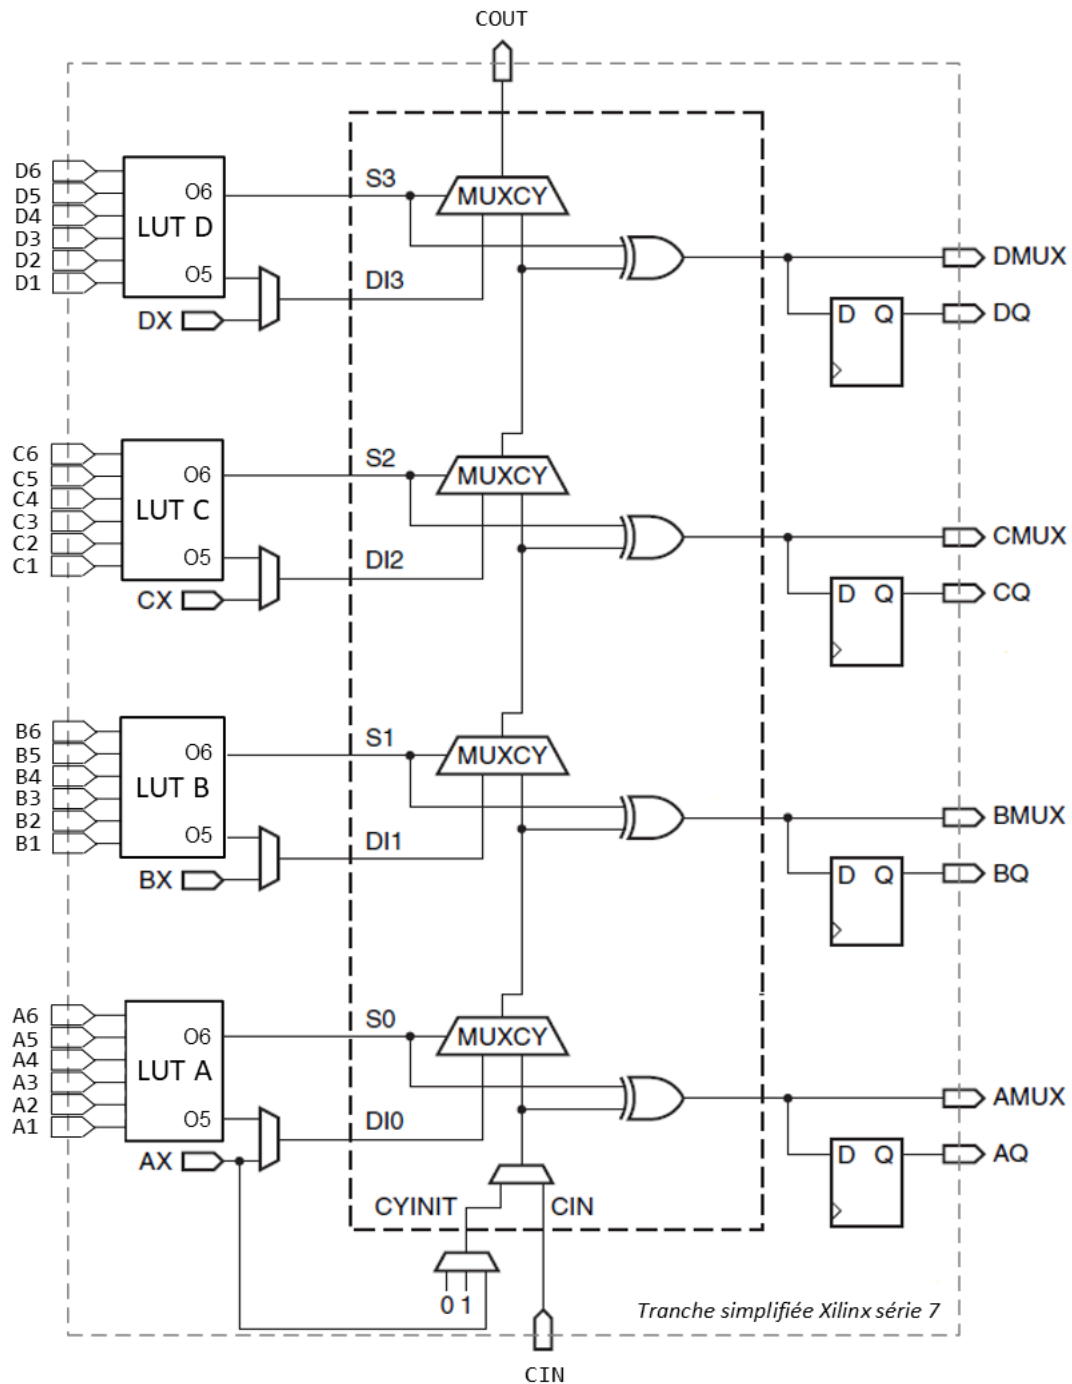 COUT
D6
D5
D4
D3
D2
D1
O6
LUT D
O5
DX
S3
MUXCY
DI3
DMUX
D Q
DQ
C6
C5
C4
C3
C2
C1
O6
LUT C
O5
CX
S2
MUXCY
DI2
CMUX
D Q
CQ
B6
B5
B4
B3
B2
B1
O6
LUT B
O5
BX
S1
MUXCY
DI1
BMUX
D Q
BQ
A6
A5
A4
A3
A2
A1
O6
LUT A
O5
AX
S0
MUXCY
DI0
AMUX
D Q
AQ
CYINIT
CIN
0 1
Tranche simplifiée Xilinx série 7
CIN